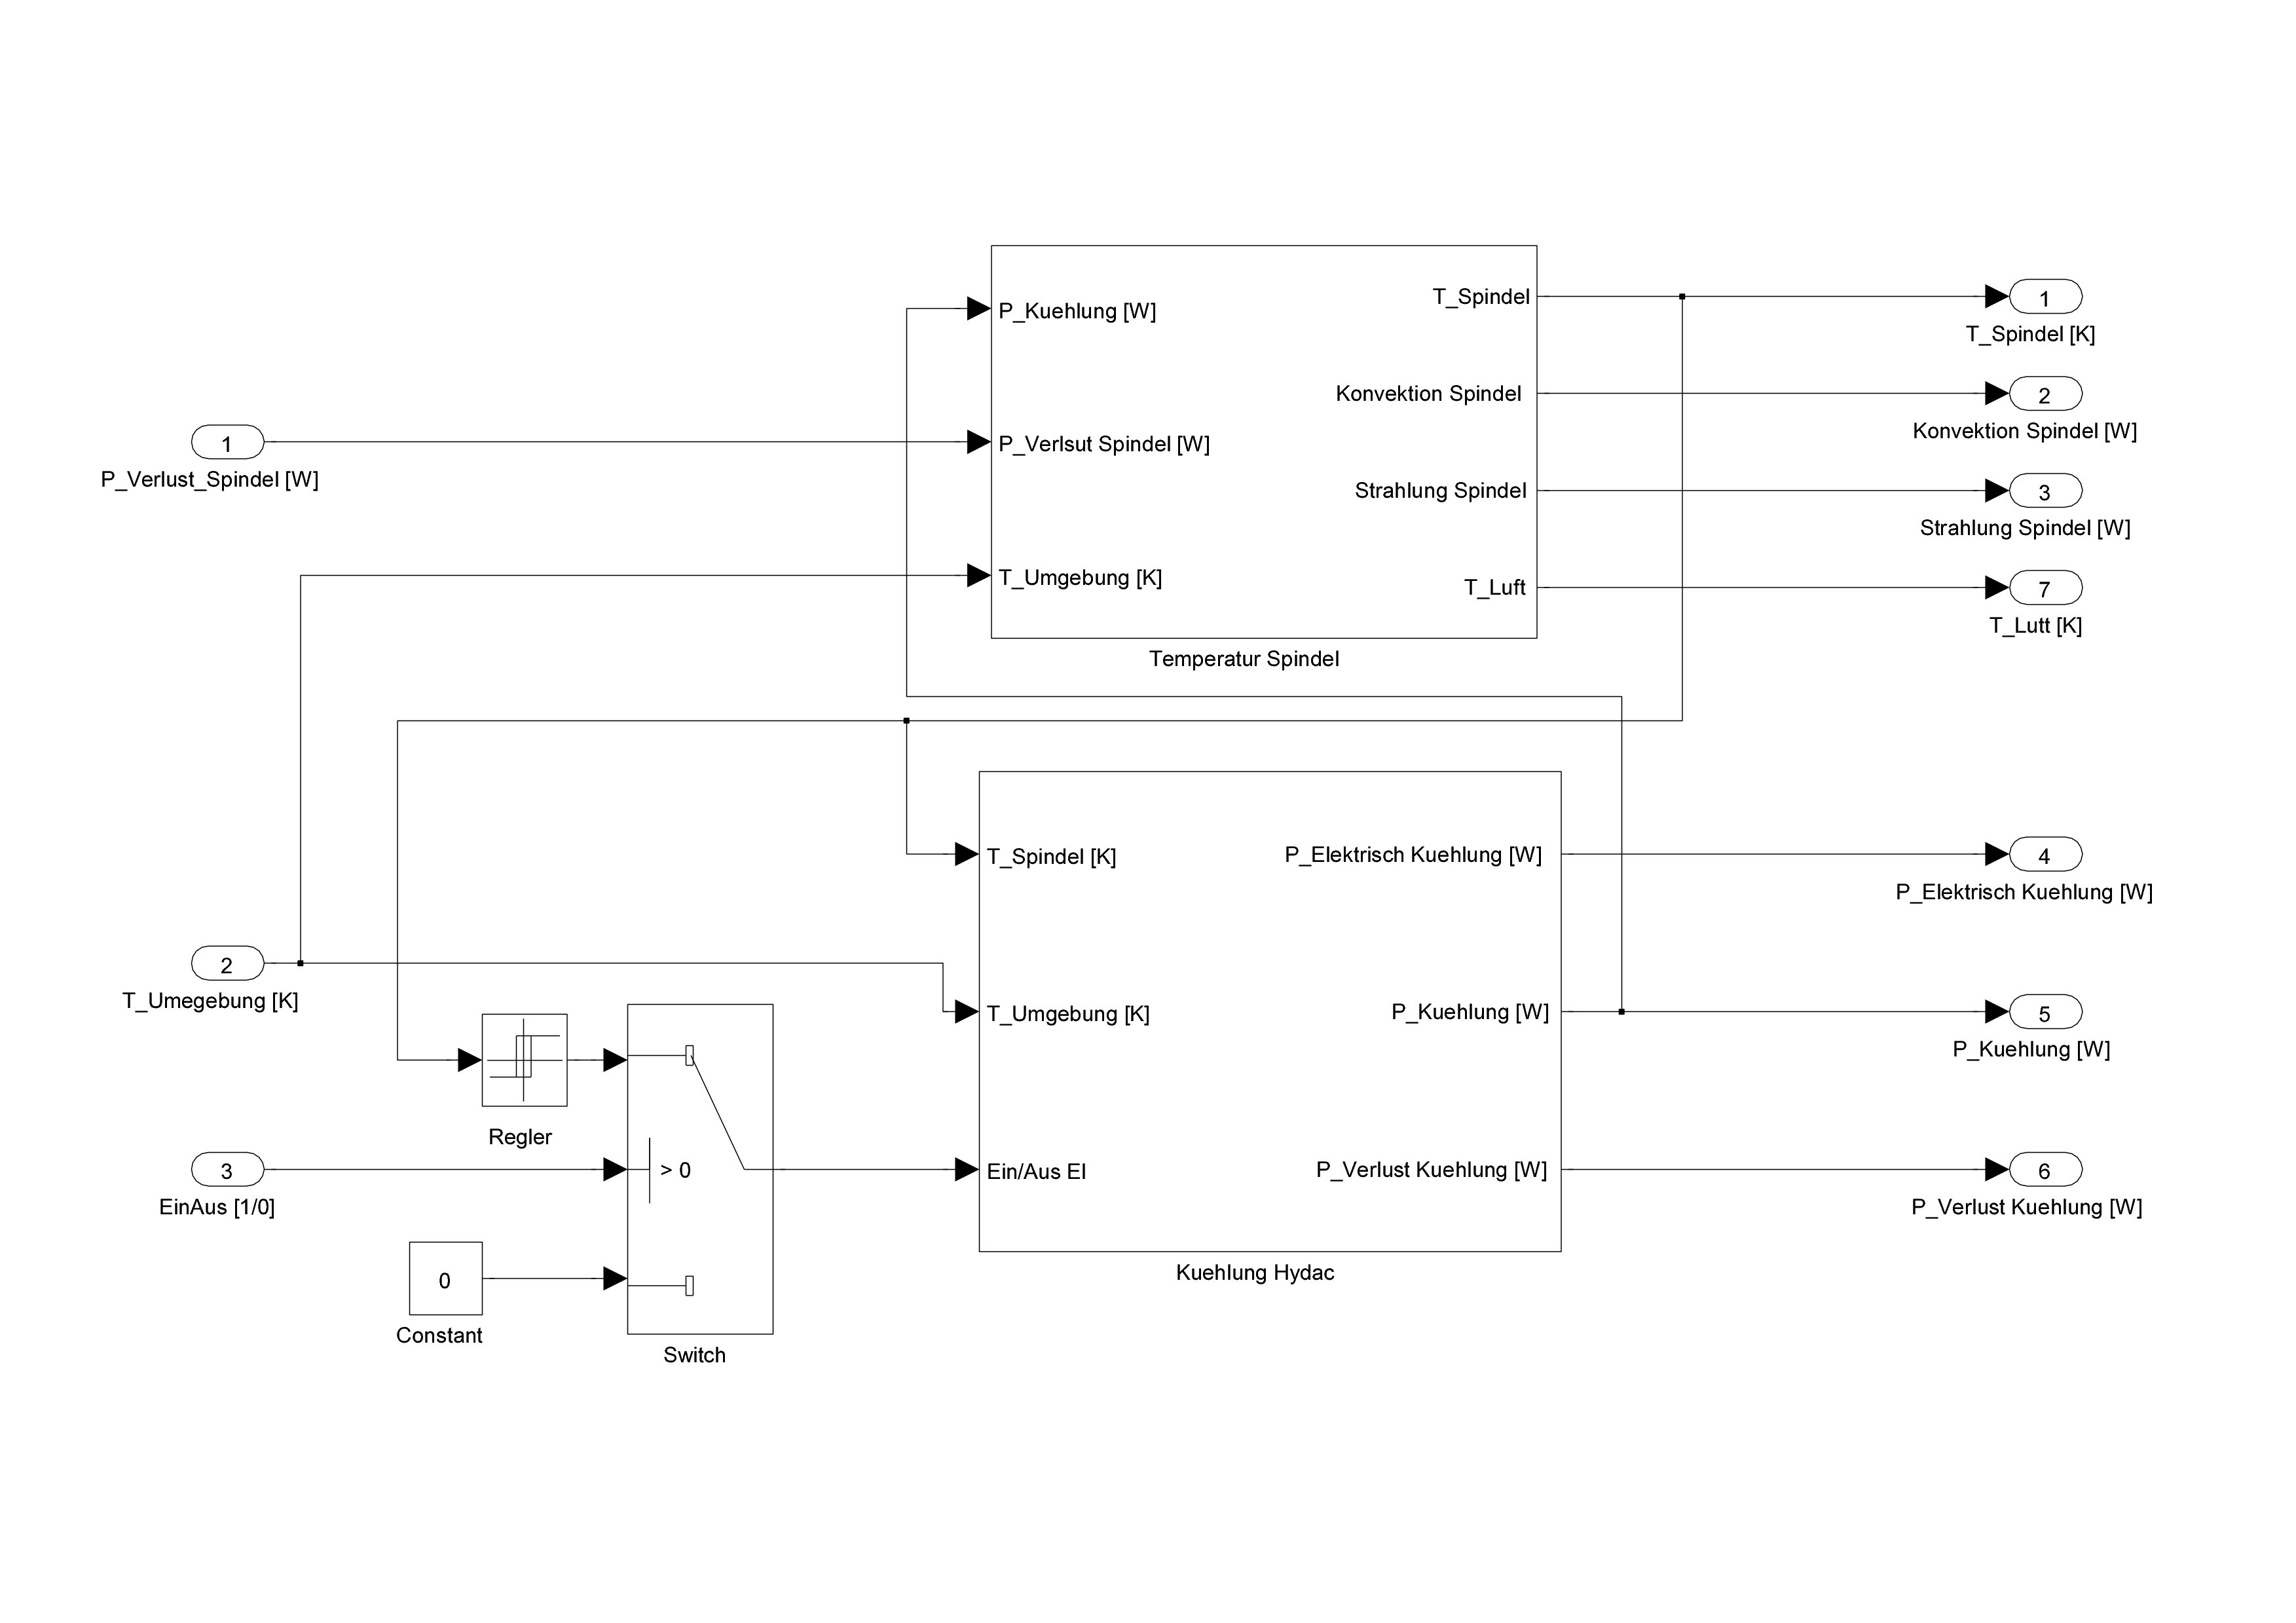 P_Kuehlung [W]
P_Verlsut Spindel [W]
T_Umgebung [K]
T_Spindel
Konvektion Spindel
Strahlung Spindel
T_Luft
Temperatur Spindel
1
P_Verlust_Spindel [W]
1
T_Spindel [K]
2
Konvektion Spindel [W]
3
Strahlung Spindel [W]
7
T_Lutt [K]
T_Spindel [K]
T_Umgebung [K]
Ein/Aus El
P_Elektrisch Kuehlung [W]
P_Kuehlung [W]
P_Verlust Kuehlung [W]
Kuehlung Hydac
2
T_Umegebung [K]
Regler
3
EinAus [1/0]
> 0
0
Constant
Switch
4
P_Elektrisch Kuehlung [W]
5
P_Kuehlung [W]
6
P_Verlust Kuehlung [W]